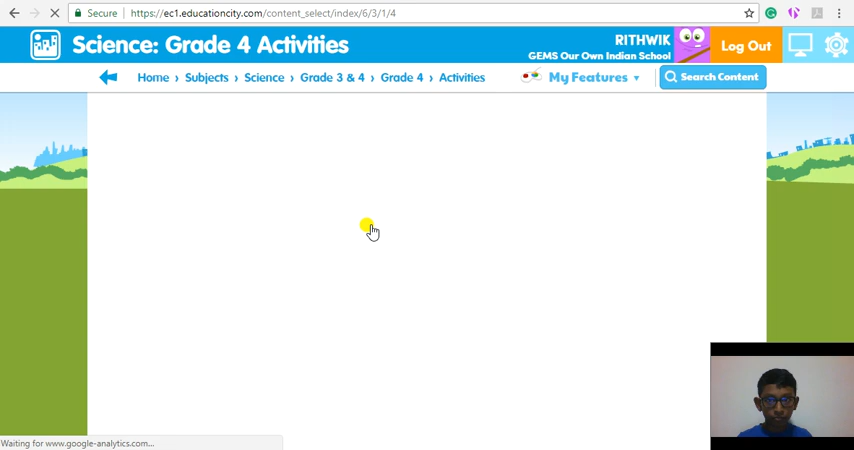 Secure https://ec1.educationcity.com/content_select/index/6/3/1/4
Science: Grade 4 Activities
RITHWIK
GEMS Our Own Indian School
Log Out
Home › Subjects › Science › Grade 3 & 4 › Grade 4 › Activities
My Features ▼
Search Content
Waiting for www.google-analytics.com...